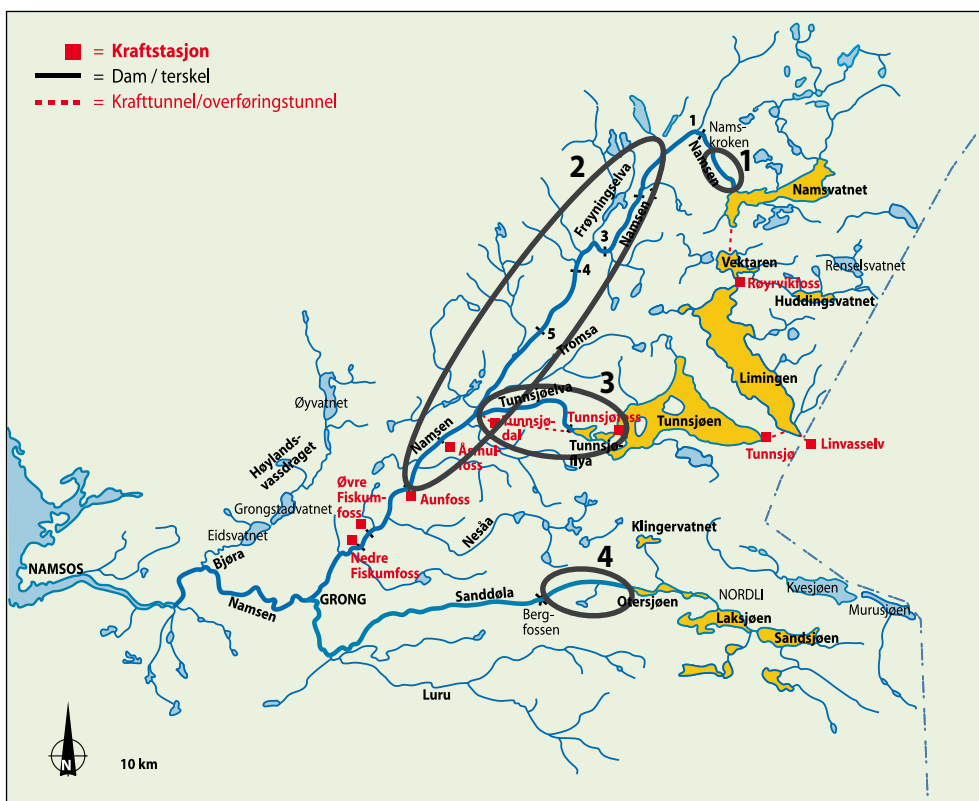 = Kraftstasjon
= Dam / terskel
= Krafttunnel/overføringstunnel
1
Nams-
kroken
1
Namsen
2
Namsvatnet
Frøyningselva
3
Namsen
4
Vektaren
Renselsvatnet
Røyrvikfoss
Huddingsvatnet
5
Tromsa
Limingen
3
Tunnsjøelva
Øyvatnet
Tunnsjø-
dal
Tunnsjøfoss
Tunnsjøen
Namsen
Tunnsjø-
flya
Tunnsjø
Linvasselv
Åsmul-
foss
Høylands-
vassdraget
Øvre
Fiskum-
foss
Aunfoss
Grongstadvatnet
Nesåa
Klingervatnet
Eidsvatnet
Bjøra
Nedre
Fiskumfoss
4
NAMSOS
Namsen
GRONG
Sanddøla
Otersjøen
NORDLI
Kvesjøen
Murusjøen
Berg-
fossen
Laksjøen
Sandsjøen
Luru
N
10 km